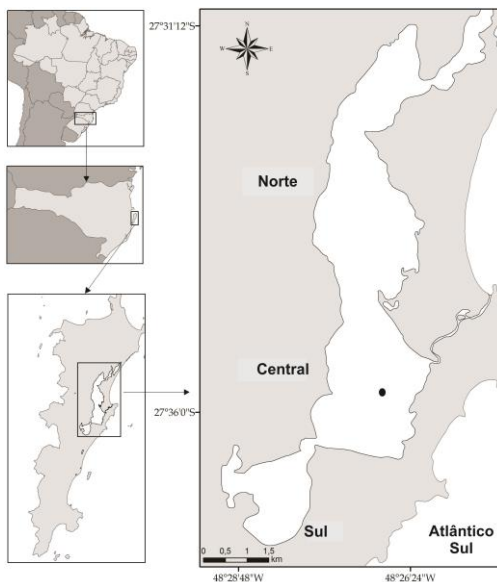 27°31'12"S
N
W
E
S
Norte
Central
27°36'0"S
Sul
Atlântico
Sul
0 0,5 1 1,5
km
48°28'48"W
48°26'24"W